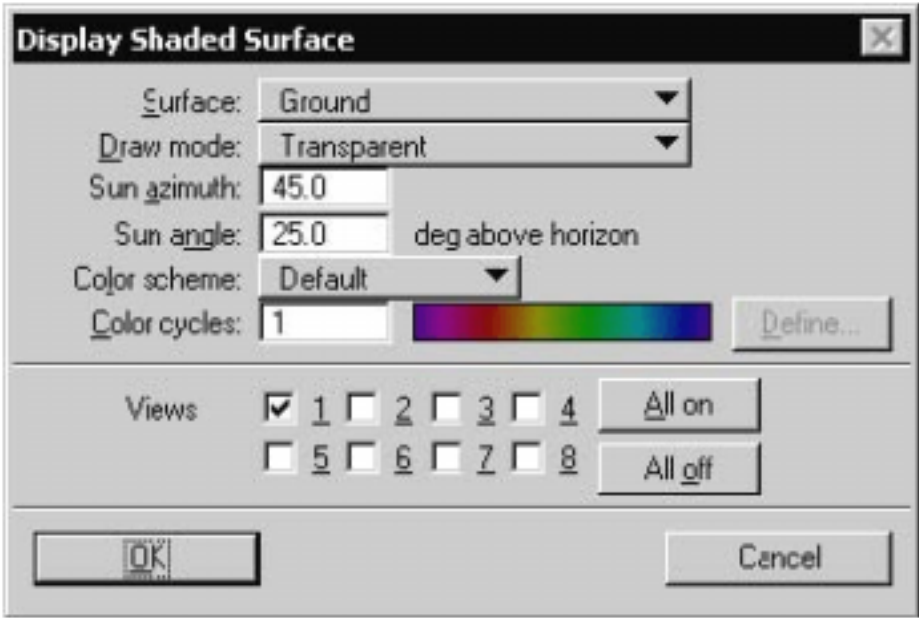 Display Shaded Surface
Surface: Ground
Draw mode: Transparent
Sun azimuth: 45.0
Sun angle: 25.0 deg above horizon
Color scheme: Default
Color cycles: 1 Define...
Views 1 2 3 4 All on
5 6 7 8 All off
OK Cancel